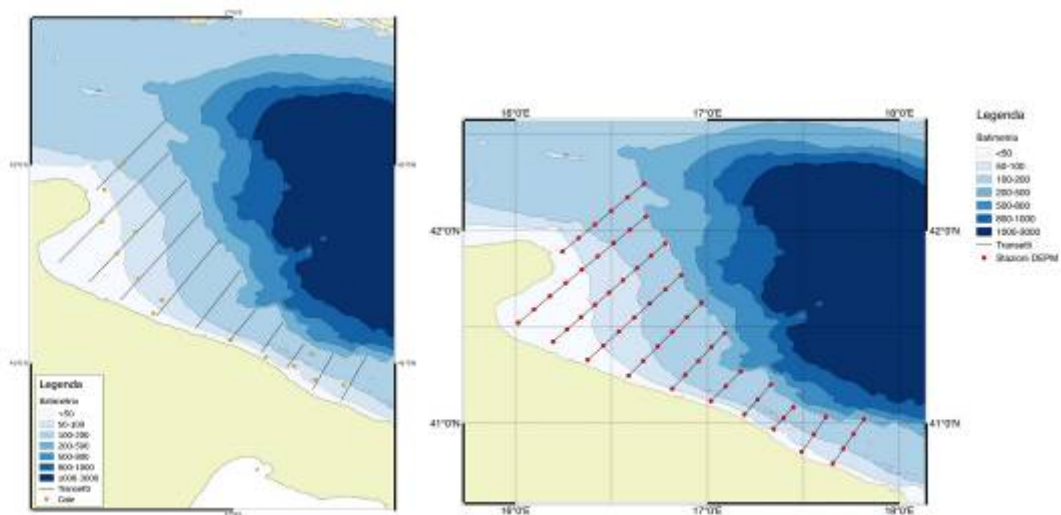 Legenda
Batimetria
<50
50-100
100-200
200-500
500-800
800-1000
1000-3000
Transetti
Cale
16°0'E
17°0'E
18°0'E
42°0'N
42°0'N
41°0'N
41°0'N
16°0'E
17°0'E
18°0'E
Legenda
Batimetria
<50
50-100
100-200
200-500
500-800
800-1000
1000-3000
Transetti
Stazioni DEPM